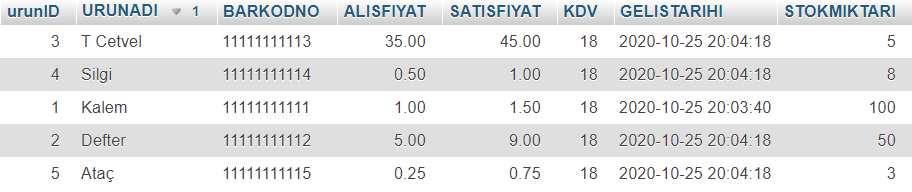 urunID URUNADI 1 BARKODNO ALISFIYAT SATISFIYAT KDV GELISTARIHI STOKMIKTARI
3 T Cetvel 11111111113 35.00 45.00 18 2020-10-25 20:04:18 5
4 Silgi 11111111114 0.50 1.00 18 2020-10-25 20:04:18 8
1 Kalem 11111111111 1.00 1.50 18 2020-10-25 20:03:40 100
2 Defter 11111111112 5.00 9.00 18 2020-10-25 20:04:18 50
5 Ataç 11111111115 0.25 0.75 18 2020-10-25 20:04:18 3